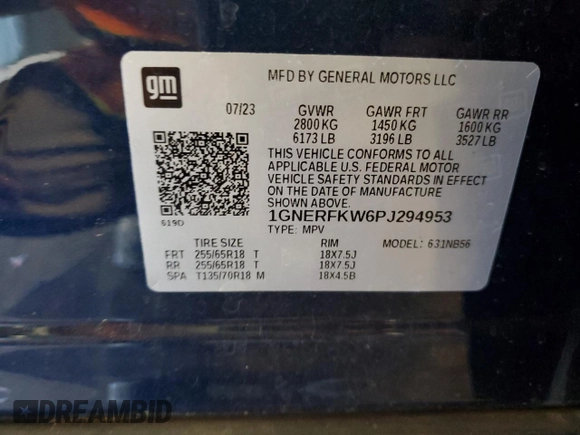 gm
MFD BY GENERAL MOTORS LLC
07/23 GVWR GAWR FRT GAWR RR
2800 KG 1450 KG 1600 KG
6173 LB 3196 LB 3527 LB
THIS VEHICLE CONFORMS TO ALL
APPLICABLE U.S. FEDERAL MOTOR
VEHICLE SAFETY STANDARDS IN EFFECT
ON THE DATE OF MANUFACTURE
SHOWN ABOVE.
1GNERFKW6PJ294953
619D
TYPE: MPV
TIRE SIZE RIM MODEL: 631NB56
FRT 255/65R18 T 18X7.5J
RR 255/65R18 T 18X7.5J
SPA T135/70R18 M 18X4.5B
DREAMBID